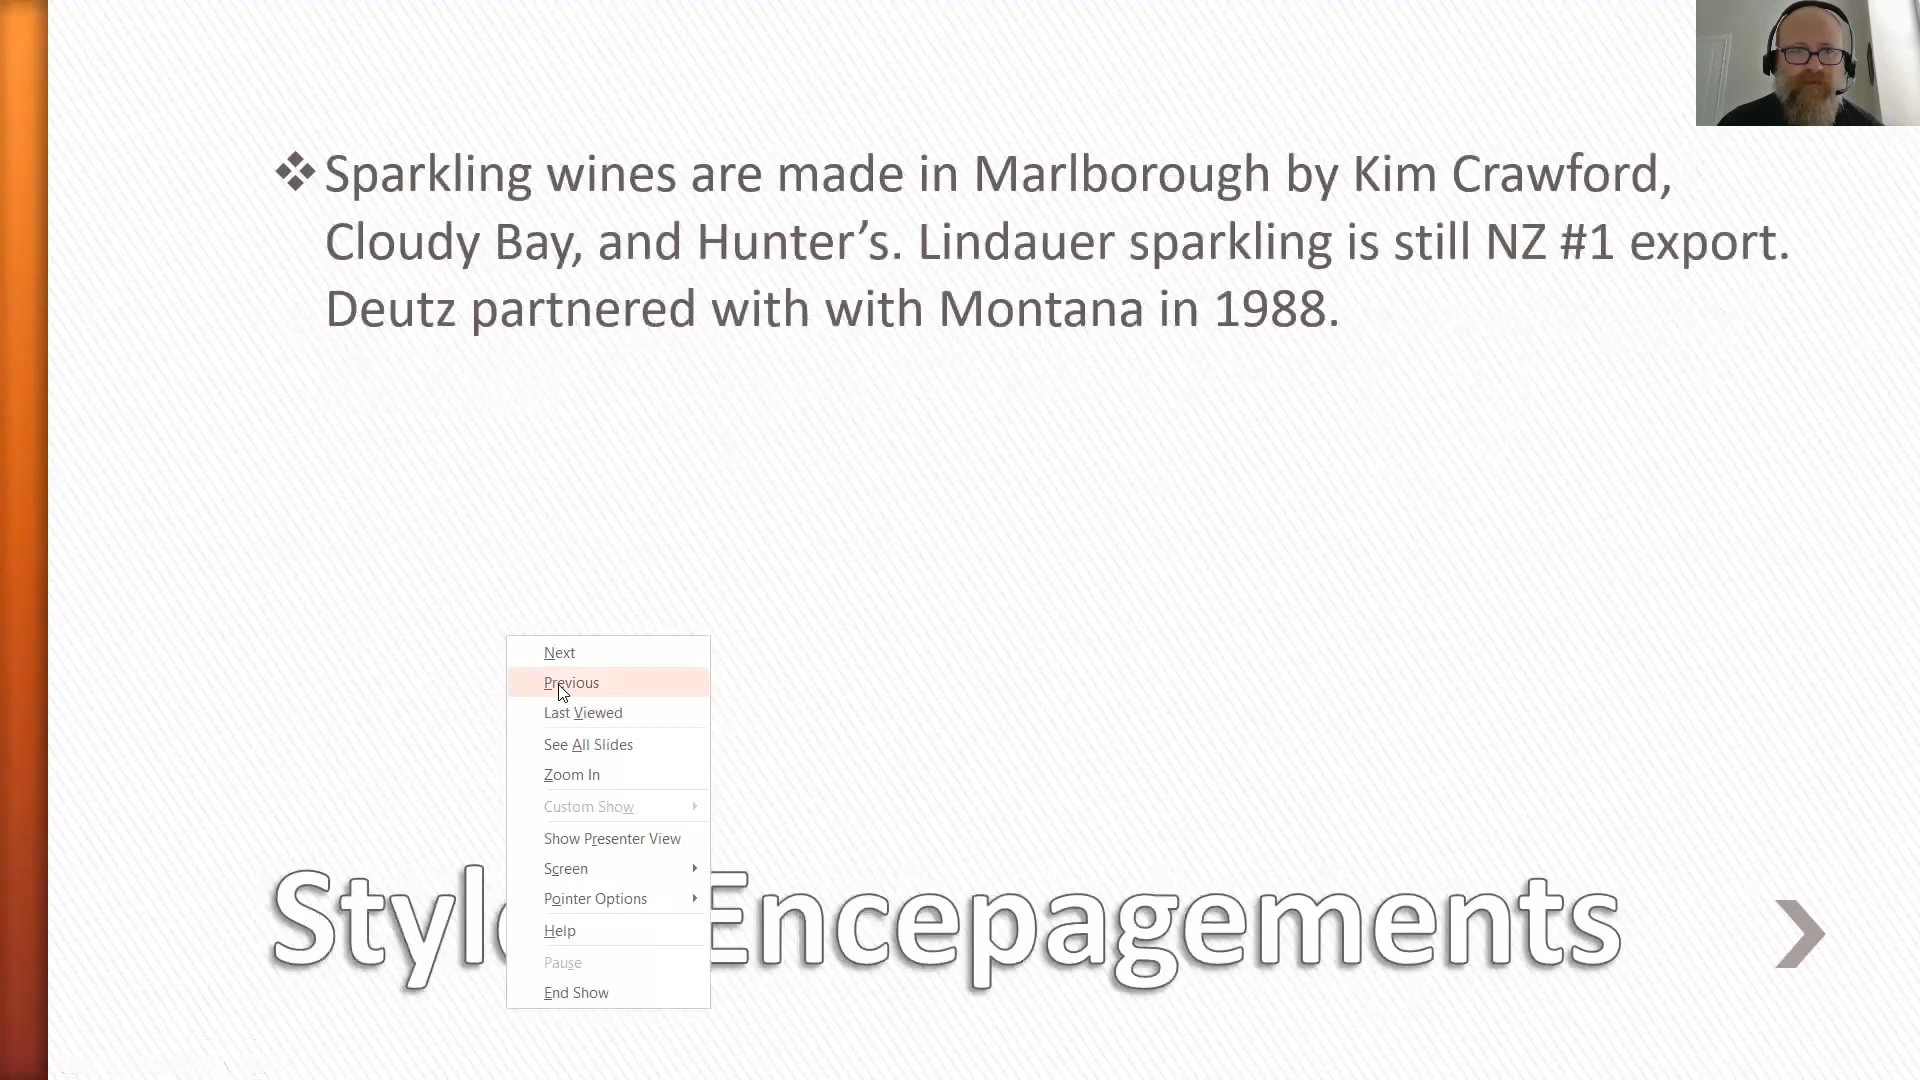 Sparkling wines are made in Marlborough by Kim Crawford,
Cloudy Bay, and Hunter’s. Lindauer sparkling is still NZ #1 export.
Deutz partnered with with Montana in 1988.
Next
Previous
Last Viewed
See All Slides
Zoom In
Custom Show
Show Presenter View
Screen
Pointer Options
Help
Pause
End Show
Encepagements